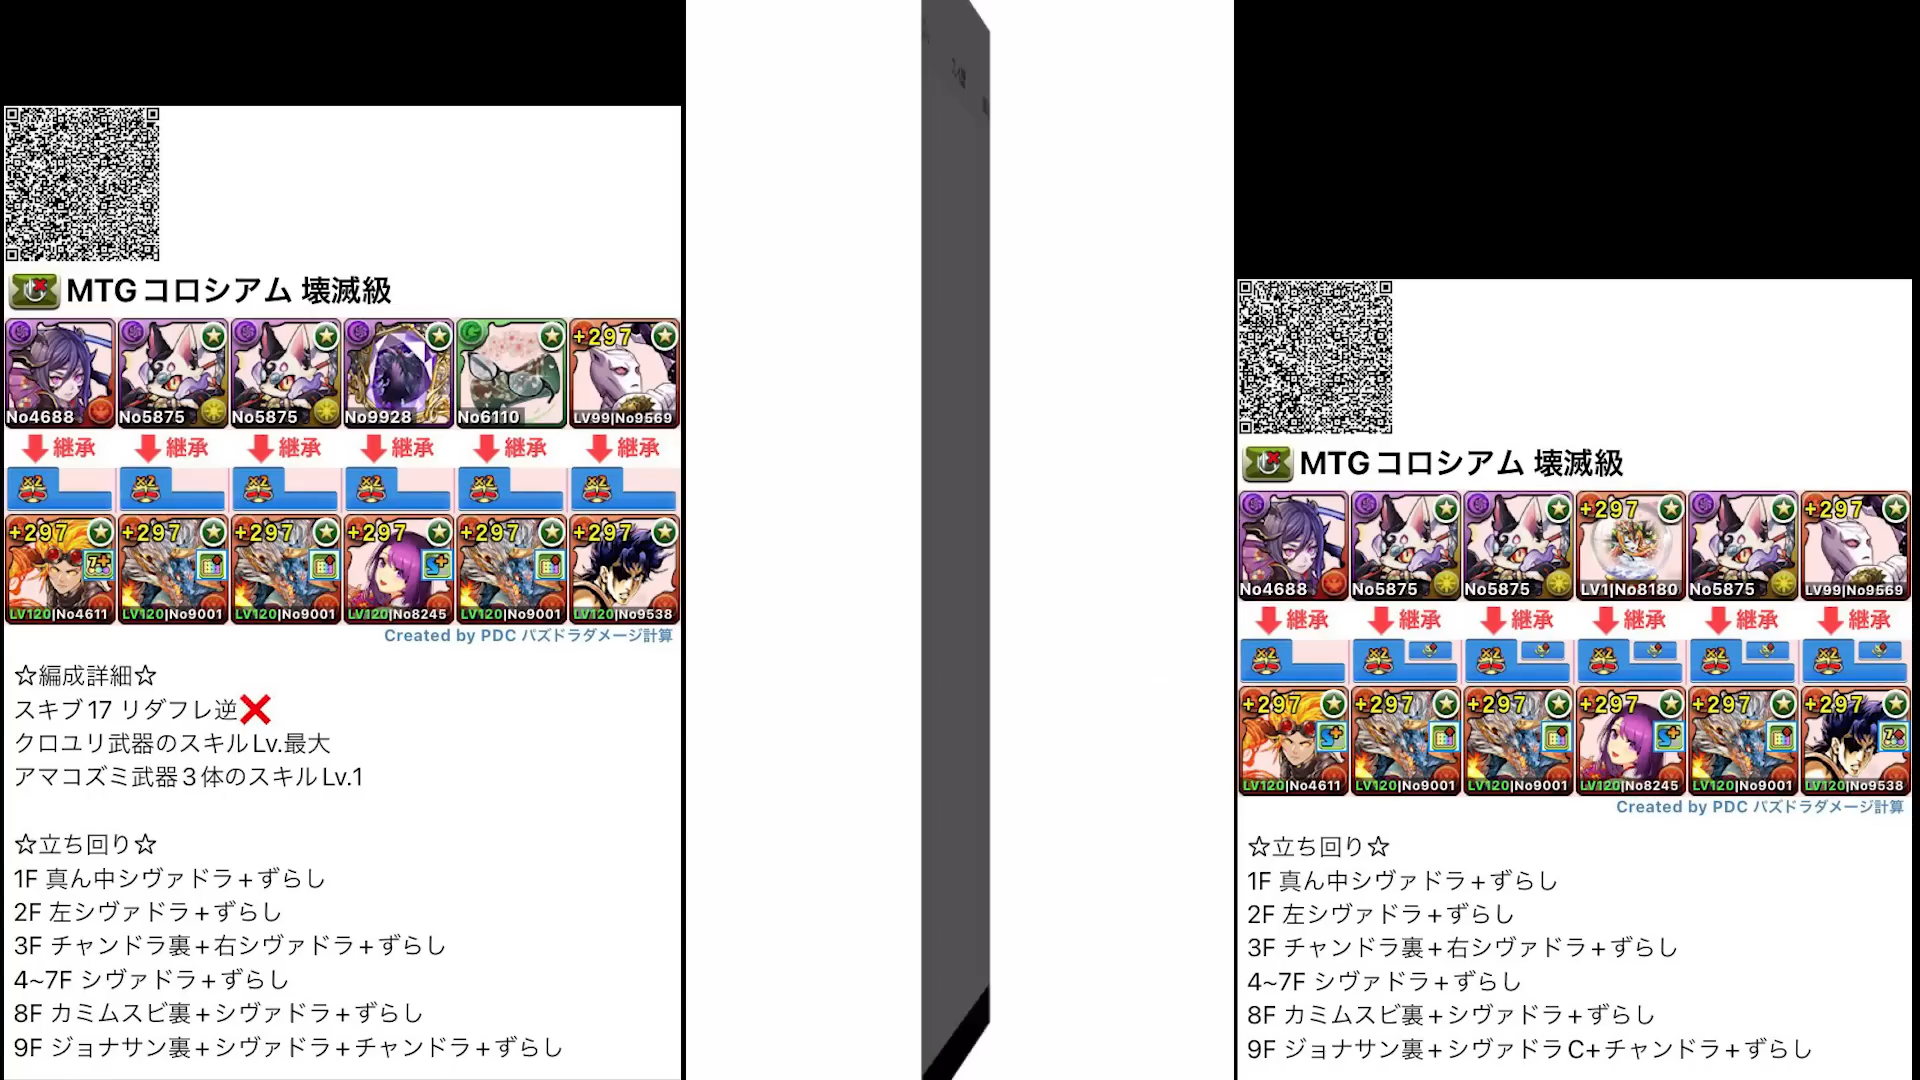 MTGコロシアム 壊滅級
No4688 No5875 No5875 No9928 No6110 +297 LV99|No9569
継承 継承 継承 継承 継承 継承
×2 ×2 ×2 ×2 ×2 ×2
+297 +297 +297 +297 +297 +297
7+ S+
LV120|No4611 LV120|No9001 LV120|No9001 LV120|No8245 LV120|No9001 LV120|No9538
Created by PDC パズドラダメージ計算
☆編成詳細☆
スキブ17 リダフレ逆❌
クロユリ武器のスキルLv.最大
アマコズミ武器3体のスキルLv.1
☆立ち回り☆
1F 真ん中シヴァドラ+ずらし
2F 左シヴァドラ+ずらし
3F チャンドラ裏+右シヴァドラ+ずらし
4~7F シヴァドラ+ずらし
8F カミムスビ裏+シヴァドラ+ずらし
9F ジョナサン裏+シヴァドラ+チャンドラ+ずらし
MTGコロシアム 壊滅級
+297 +297
No4688 No5875 No5875 LV1|No8180 No5875 LV99|No9569
継承 継承 継承 継承 継承 継承
×2 ×2 ×2 ×2 ×2 ×2
+297 +297 +297 +297 +297 +297
S+ S+ 7
LV120|No4611 LV120|No9001 LV120|No9001 LV120|No8245 LV120|No9001 LV120|No9538
Created by PDC パズドラダメージ計算
☆立ち回り☆
1F 真ん中シヴァドラ+ずらし
2F 左シヴァドラ+ずらし
3F チャンドラ裏+右シヴァドラ+ずらし
4~7F シヴァドラ+ずらし
8F カミムスビ裏+シヴァドラ+ずらし
9F ジョナサン裏+シヴァドラC+チャンドラ+ずらし